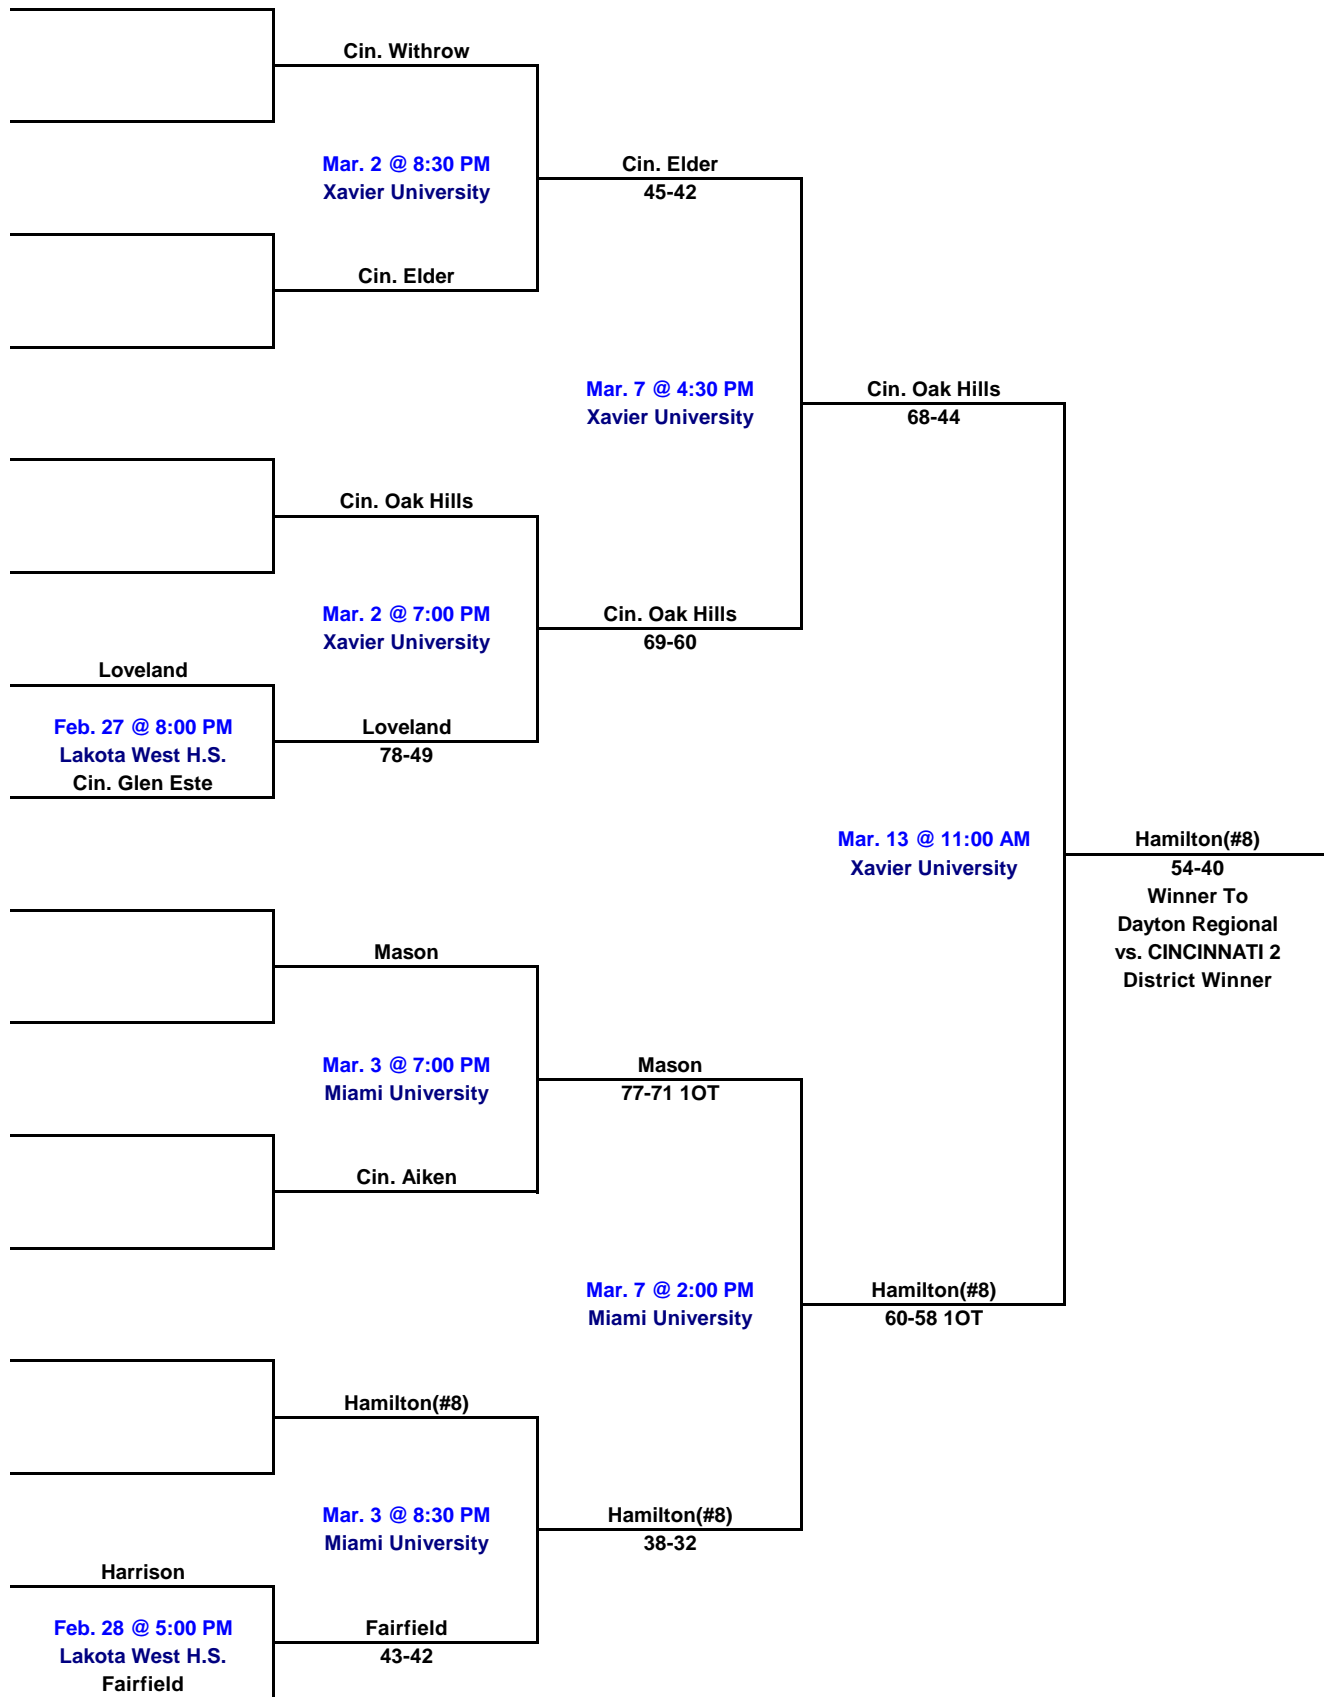 Cin. Withrow
Mar. 2 @ 8:30 PM
Xavier University
Cin. Elder
45-42
Cin. Elder
Mar. 7 @ 4:30 PM
Xavier University
Cin. Oak Hills
68-44
Cin. Oak Hills
Mar. 2 @ 7:00 PM
Xavier University
Cin. Oak Hills
69-60
Loveland
Feb. 27 @ 8:00 PM
Lakota West H.S.
Cin. Glen Este
Loveland
78-49
Mar. 13 @ 11:00 AM
Xavier University
Hamilton(#8)
54-40
Winner To
Dayton Regional
vs. CINCINNATI 2
District Winner
Mason
Mar. 3 @ 7:00 PM
Miami University
Mason
77-71 1OT
Cin. Aiken
Mar. 7 @ 2:00 PM
Miami University
Hamilton(#8)
60-58 1OT
Hamilton(#8)
Mar. 3 @ 8:30 PM
Miami University
Hamilton(#8)
38-32
Harrison
Feb. 28 @ 5:00 PM
Lakota West H.S.
Fairfield
Fairfield
43-42